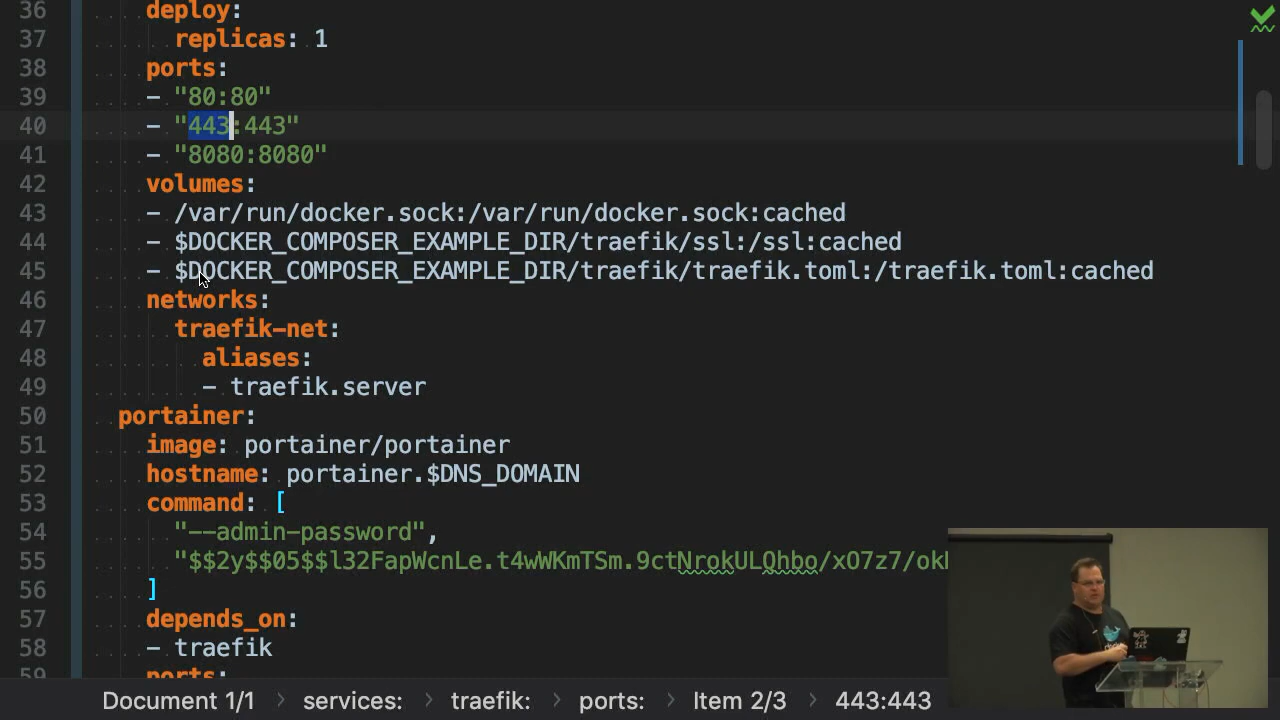 36 deploy:
37 replicas: 1
38 ports:
39 - "80:80"
40 - "443:443"
41 - "8080:8080"
42 volumes:
43 - /var/run/docker.sock:/var/run/docker.sock:cached
44 - $DOCKER_COMPOSER_EXAMPLE_DIR/traefik/ssl:/ssl:cached
45 - $DOCKER_COMPOSER_EXAMPLE_DIR/traefik/traefik.toml:/traefik.toml:cached
46 networks:
47 traefik-net:
48 aliases:
49 - traefik.server
50 portainer:
51 image: portainer/portainer
52 hostname: portainer.$DNS_DOMAIN
53 command: [
54 "--admin-password",
55 "$$2y$$05$$l32FapWcnLe.t4wWKmTSm.9ctNrokULQhbo/xO7z7/okH
56 ]
57 depends_on:
58 - traefik
59 ports:
Document 1/1 > services: > traefik: > ports: > Item 2/3 > 443:443